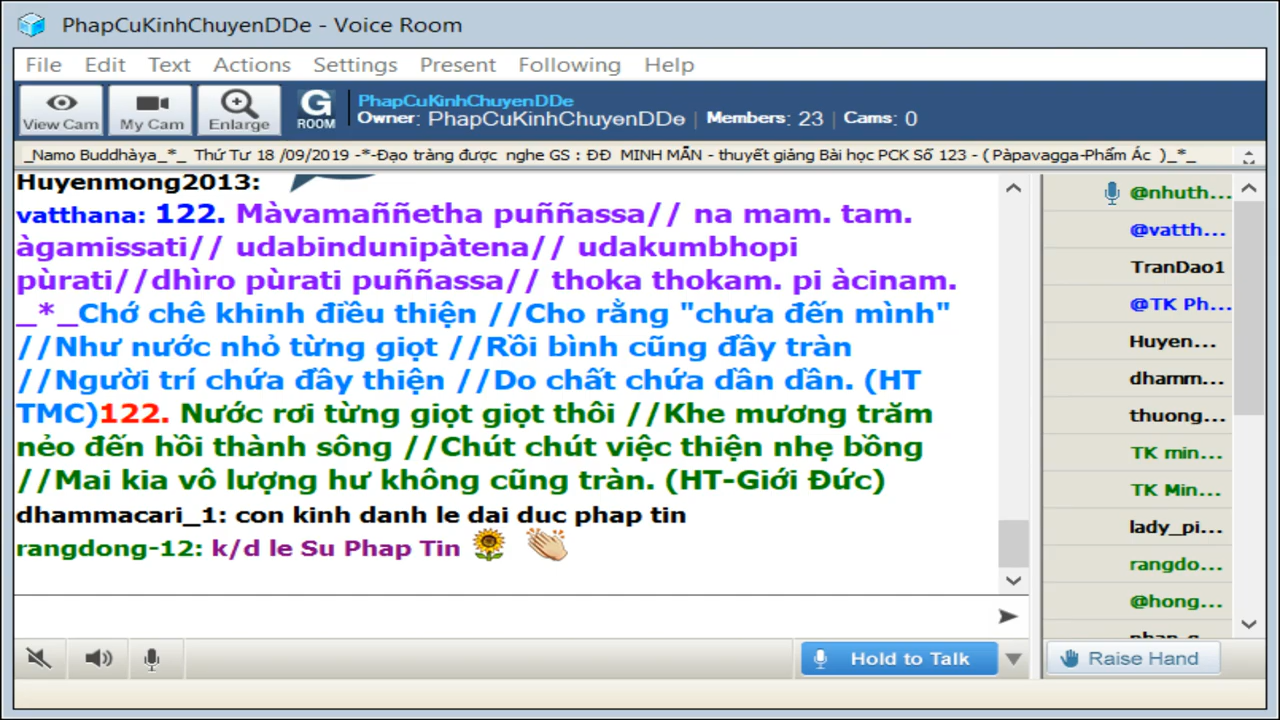 PhapCuKinhChuyenDDe - Voice Room
File Edit Text Actions Settings Present Following Help
View Cam My Cam Enlarge G ROOM
PhapCuKinhChuyenDDe
Owner: PhapCuKinhChuyenDDe | Members: 23 | Cams: 0
_Namo Buddhàya_*_ Thứ Tư 18 /09/2019 -*-Đạo tràng được nghe GS : ĐĐ MINH MẪN - thuyết giảng Bài học PCK Số 123 - ( Pàpavagga-Phẩm Ác )_*_
Huyenmong2013:
vatthana: 122. Màvamaññetha puññassa// na mam. tam.
àgamissati// udabindunipàtena// udakumbhopi
pùrati//dhìro pùrati puññassa// thoka thokam. pi àcinam.
_*_Chớ chê khinh điều thiện //Cho rằng "chưa đến mình"
//Như nước nhỏ từng giọt //Rồi bình cũng đầy tràn
//Người trí chứa đầy thiện //Do chất chứa dần dần. (HT
TMC)122. Nước rơi từng giọt giọt thôi //Khe mương trăm
nẻo đến hồi thành sông //Chút chút việc thiện nhẹ bồng
//Mai kia vô lượng hư không cũng tràn. (HT-Giới Đức)
dhammacari_1: con kinh danh le dai duc phap tin
rangdong-12: k/d le Su Phap Tin
@nhuth...
@vatth...
TranDao1
@TK Ph...
Huyen...
dhamm...
thuong...
TK min...
TK Min...
lady_pi...
rangdo...
@hong...
Hold to Talk
Raise Hand